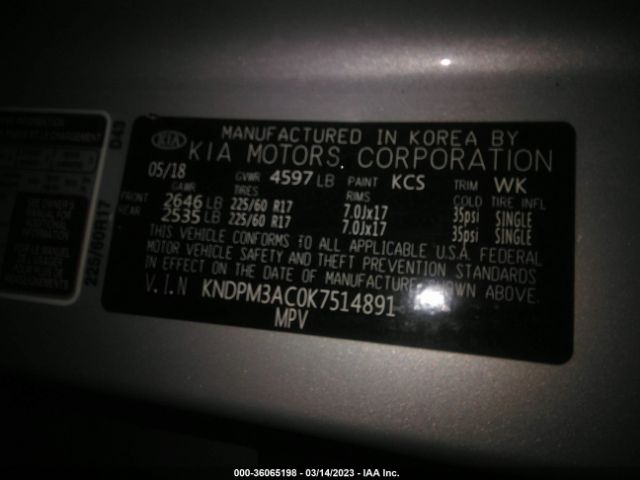 KIA
MANUFACTURED IN KOREA BY
KIA MOTORS CORPORATION
05/18 GVWR 4597 LB PAINT KCS TRIM WK
GAWR TIRES RIMS COLD TIRE INFL
FRONT 2646 LB 225/60 R17 7.0Jx17 35psi SINGLE
REAR 2535 LB 225/60 R17 7.0Jx17 35psi SINGLE
THIS VEHICLE CONFORMS TO ALL APPLICABLE U.S.A. FEDERAL
MOTOR VEHICLE SAFETY AND THEFT PREVENTION STANDARDS
IN EFFECT ON THE DATE OF MANUFACTURE SHOWN ABOVE.
V.I.N KNDPM3AC0K7514891
MPV
D43
225/60R17
000-36065198 - 03/14/2023 - IAA Inc.